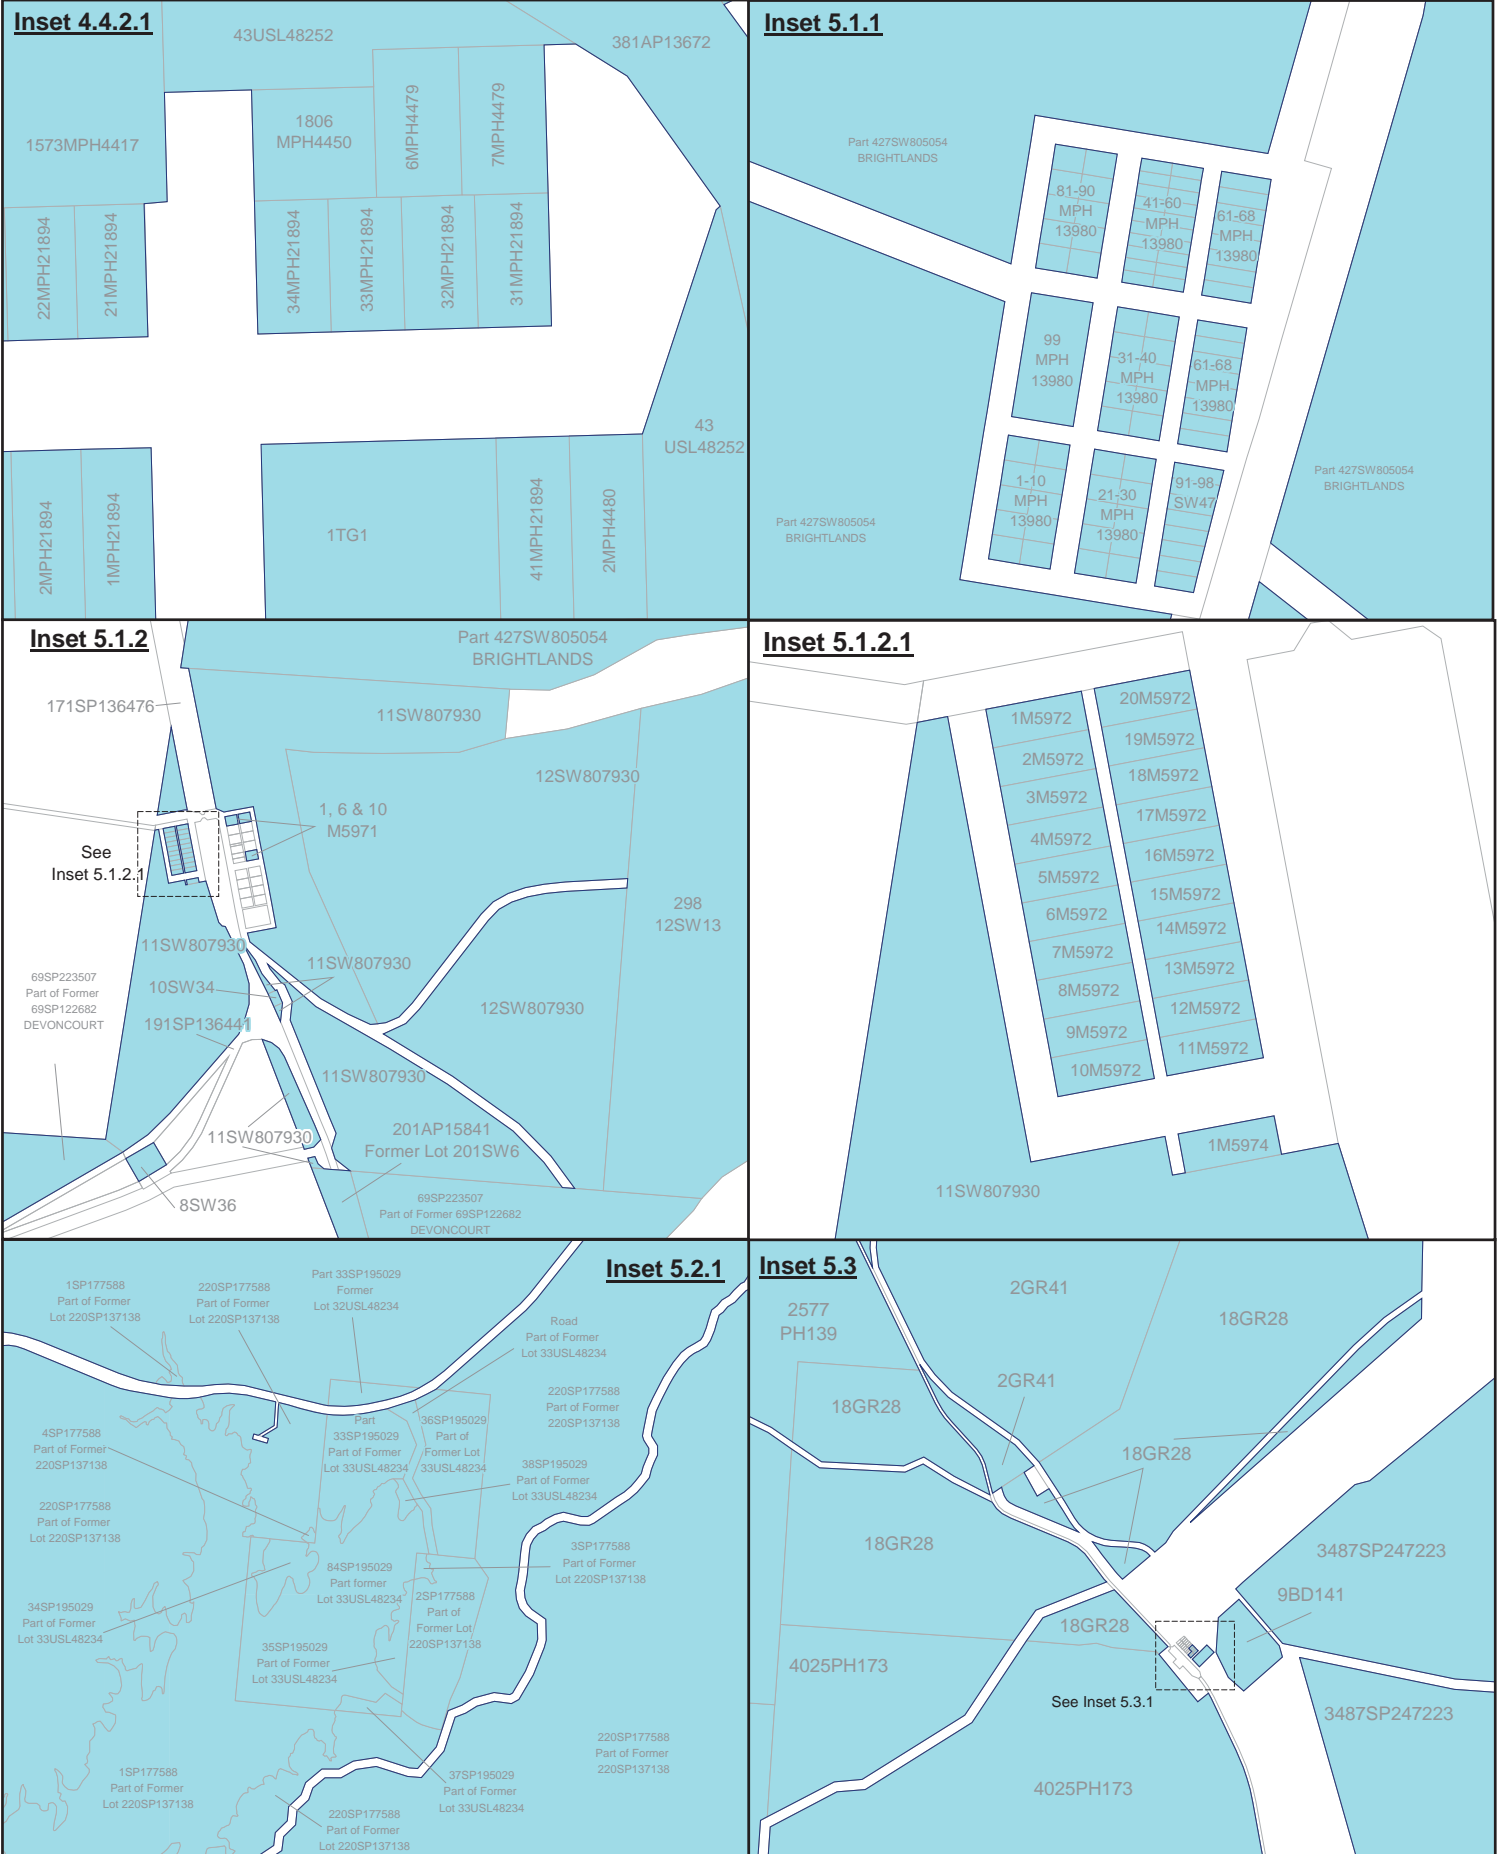 Inset 4.4.2.1
43USL48252
381AP13672
1573MPH4417
1806
MPH4450
6MPH4479
7MPH4479
22MPH21894
21MPH21894
34MPH21894
33MPH21894
32MPH21894
31MPH21894
43
USL48252
2MPH21894
1MPH21894
1TG1
41MPH21894
2MPH4480
Inset 5.1.1
Part 427SW805054
BRIGHTLANDS
81-90
MPH
13980
41-60
MPH
13980
61-68
MPH
13980
99
MPH
13980
31-40
MPH
13980
61-68
MPH
13980
1-10
MPH
13980
21-30
MPH
13980
91-98
SW47
Part 427SW805054
BRIGHTLANDS
Part 427SW805054
BRIGHTLANDS
Inset 5.1.2
Part 427SW805054
BRIGHTLANDS
171SP136476
11SW807930
12SW807930
1, 6 & 10
M5971
See
Inset 5.1.2.1
298
12SW13
11SW807930
11SW807930
69SP223507
Part of Former
69SP122682
DEVONCOURT
10SW34
12SW807930
191SP136441
11SW807930
11SW807930
201AP15841
Former Lot 201SW6
8SW36
69SP223507
Part of Former 69SP122682
DEVONCOURT
Inset 5.1.2.1
1M5972
2M5972
3M5972
4M5972
5M5972
6M5972
7M5972
8M5972
9M5972
10M5972
20M5972
19M5972
18M5972
17M5972
16M5972
15M5972
14M5972
13M5972
12M5972
11M5972
1M5974
11SW807930
Inset 5.2.1
1SP177588
Part of Former
Lot 220SP137138
220SP177588
Part of Former
Lot 220SP137138
Part 33SP195029
Former
Lot 32USL48234
Road
Part of Former
Lot 33USL48234
220SP177588
Part of Former
220SP137138
4SP177588
Part of Former
220SP137138
Part
33SP195029
Part of Former
Lot 33USL48234
36SP195029
Part of
Former Lot
33USL48234
38SP195029
Part of Former
Lot 33USL48234
220SP177588
Part of Former
Lot 220SP137138
3SP177588
Part of Former
Lot 220SP137138
84SP195029
Part former
Lot 33USL48234
2SP177588
Part of
Former Lot
220SP137138
34SP195029
Part of Former
Lot 33USL48234
35SP195029
Part of Former
Lot 33USL48234
220SP177588
Part of Former
220SP137138
1SP177588
Part of Former
Lot 220SP137138
37SP195029
Part of Former
Lot 33USL48234
220SP177588
Part of Former
Lot 220SP137138
Inset 5.3
2GR41
2577
PH139
18GR28
2GR41
18GR28
18GR28
18GR28
3487SP247223
9BD141
18GR28
4025PH173
See Inset 5.3.1
3487SP247223
4025PH173